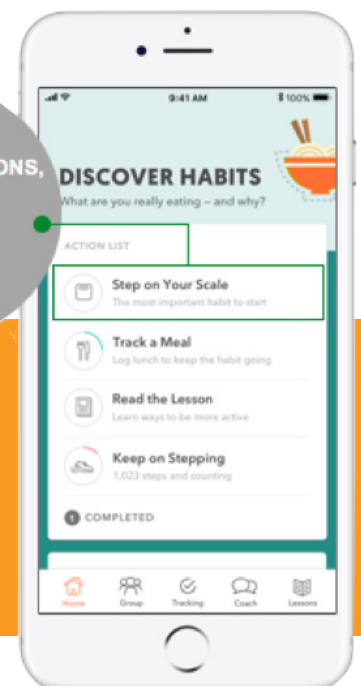 ONS,
9:41 AM
100%
DISCOVER HABITS
What are you really eating – and why?
ACTION LIST
Step on Your Scale
The most important habit to start
Track a Meal
Log lunch to keep the habit going
Read the Lesson
Learn ways to be more active
Keep on Stepping
1,023 steps and counting
1 COMPLETED
Home Group Tracking Coach Lessons